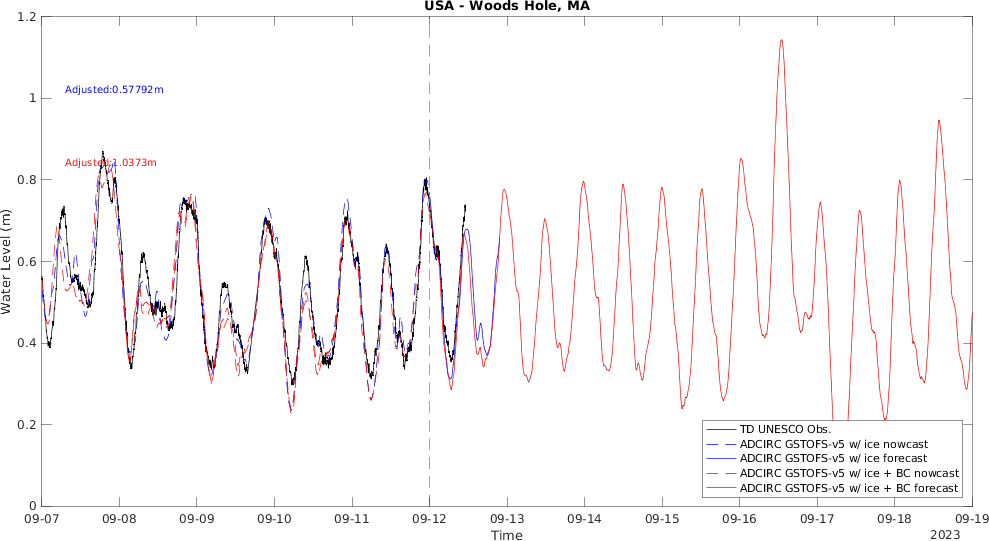 USA - Woods Hole, MA
1.2
1
0.8
0.6
0.4
0.2
0
Water Level (m)
Adjusted:0.57792m
Adjusted:1.0373m
TD UNESCO Obs.
ADCIRC GSTOFS-v5 w/ ice nowcast
ADCIRC GSTOFS-v5 w/ ice forecast
ADCIRC GSTOFS-v5 w/ ice + BC nowcast
ADCIRC GSTOFS-v5 w/ ice + BC forecast
09-07 09-08 09-09 09-10 09-11 09-12 09-13 09-14 09-15 09-16 09-17 09-18 09-19
Time
2023